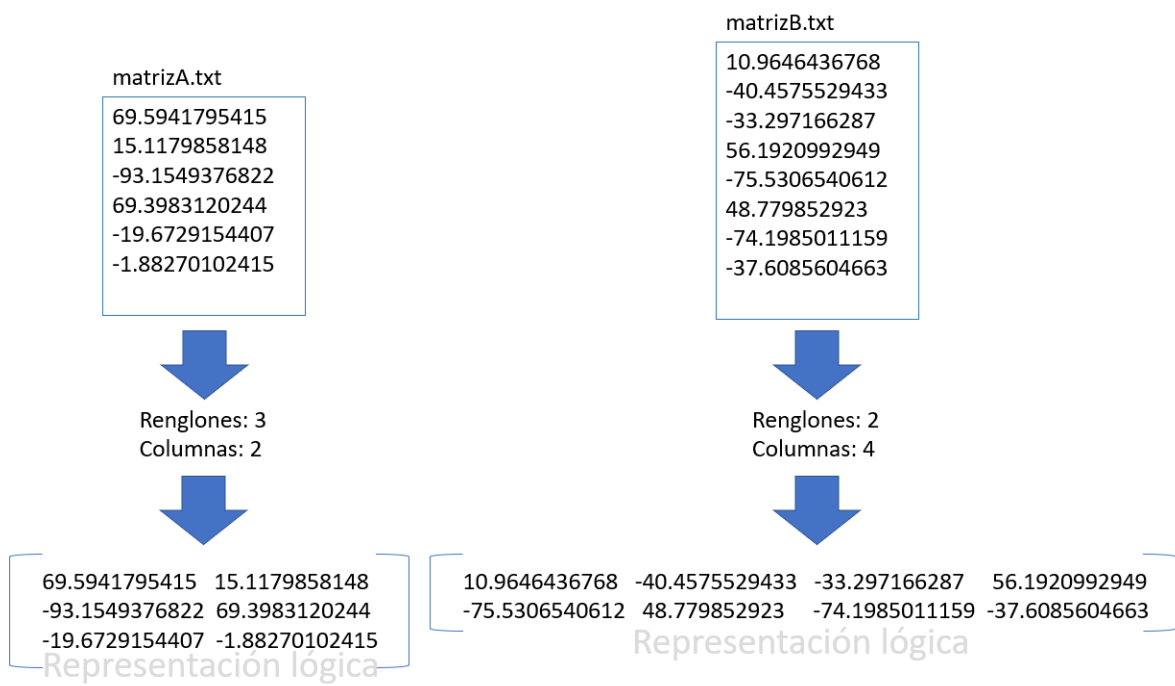 matrizA.txt
69.5941795415
15.1179858148
-93.1549376822
69.3983120244
-19.6729154407
-1.88270102415
Renglones: 3
Columnas: 2
69.5941795415 15.1179858148
-93.1549376822 69.3983120244
-19.6729154407 -1.88270102415
Representación lógica
matrizB.txt
10.9646436768
-40.4575529433
-33.297166287
56.1920992949
-75.5306540612
48.779852923
-74.1985011159
-37.6085604663
Renglones: 2
Columnas: 4
10.9646436768 -40.4575529433 -33.297166287 56.1920992949
-75.5306540612 48.779852923 -74.1985011159 -37.6085604663
Representación lógica